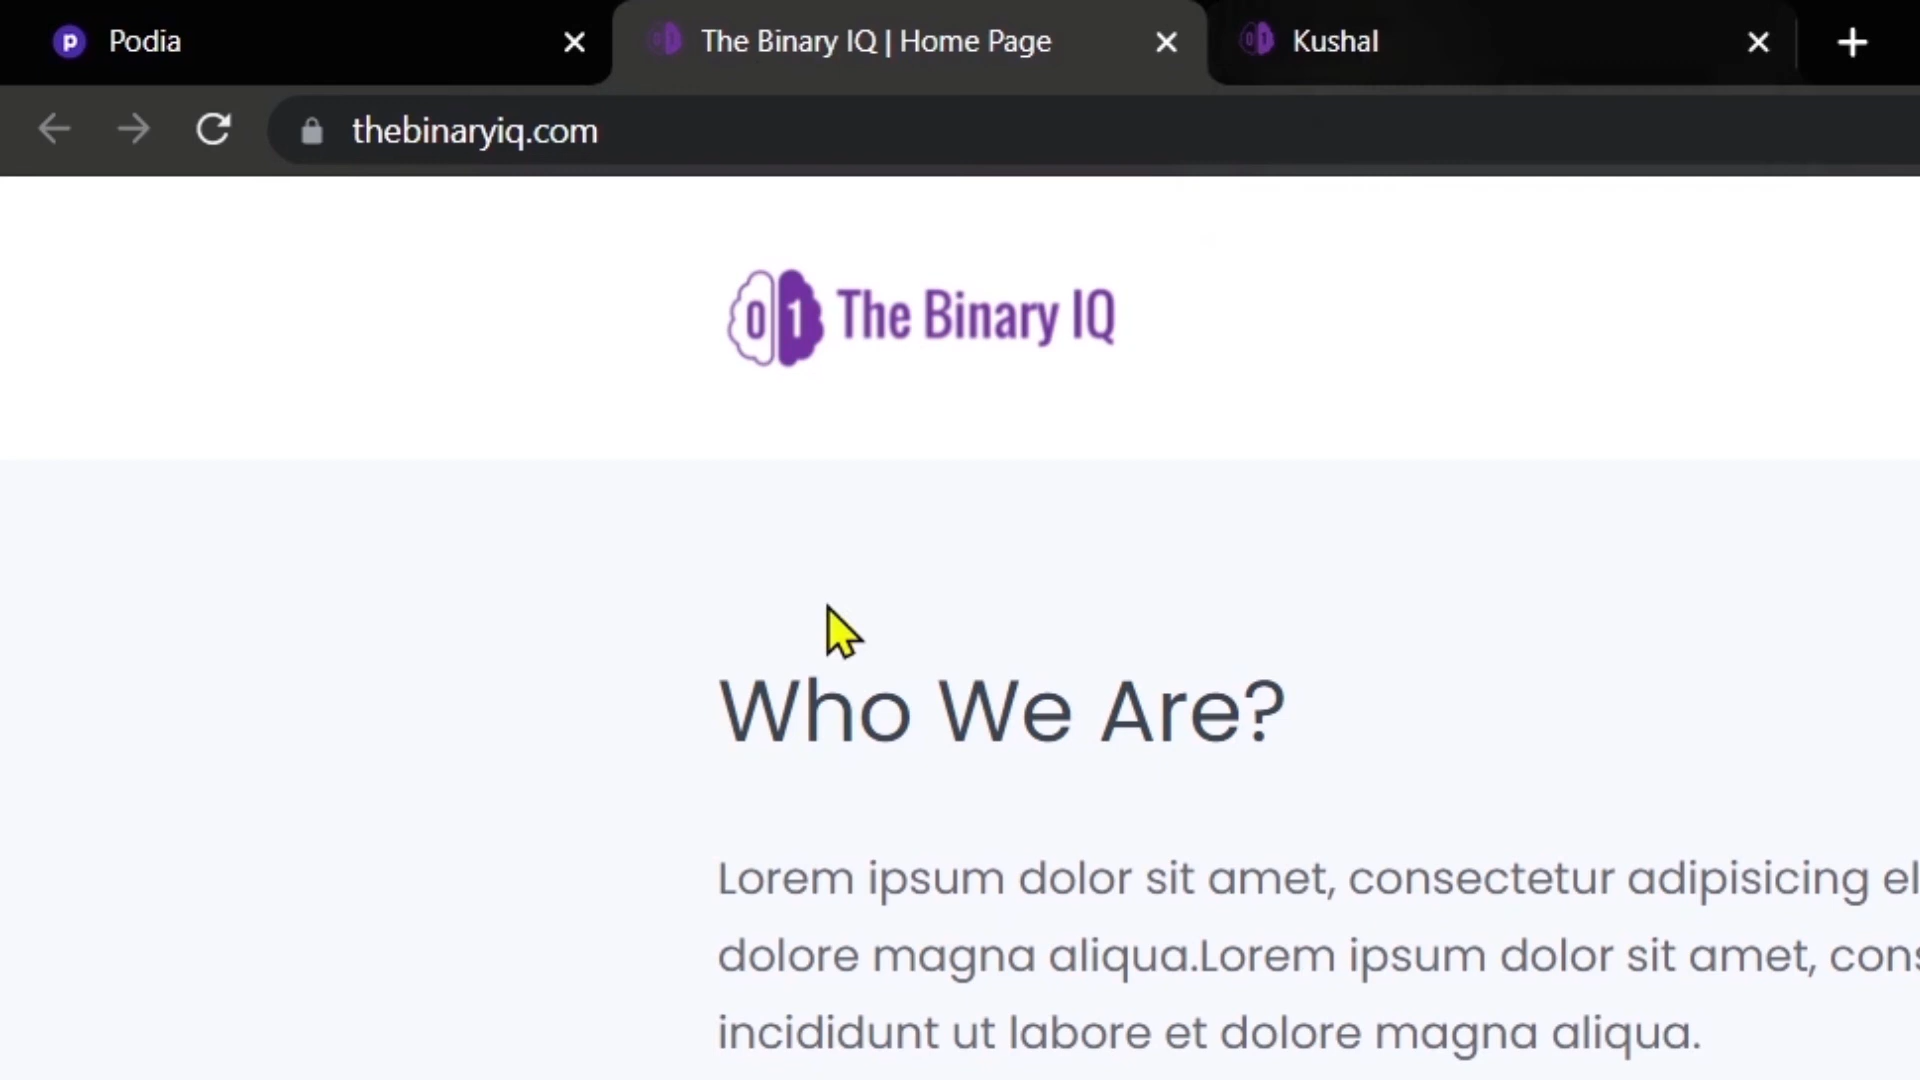 Podia
The Binary IQ | Home Page
Kushal
thebinaryiq.com
01 The Binary IQ
Who We Are?
Lorem ipsum dolor sit amet, consectetur adipisicing el
dolore magna aliqua.Lorem ipsum dolor sit amet, cons
incididunt ut labore et dolore magna aliqua.